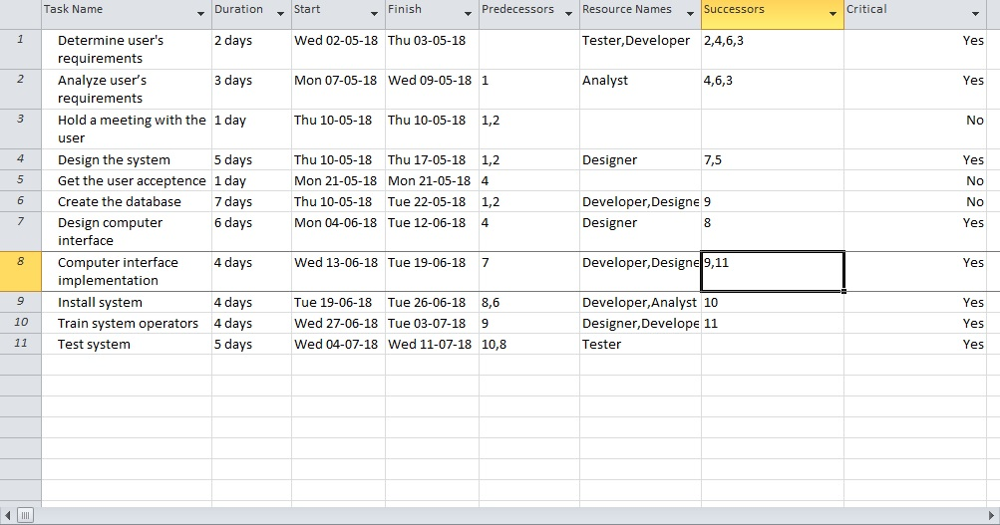 Task Name Duration Start Finish Predecessors Resource Names Successors Critical
1 Determine user's requirements 2 days Wed 02-05-18 Thu 03-05-18 Tester,Developer 2,4,6,3 Yes
2 Analyze user's requirements 3 days Mon 07-05-18 Wed 09-05-18 1 Analyst 4,6,3 Yes
3 Hold a meeting with the user 1 day Thu 10-05-18 Thu 10-05-18 1,2 No
4 Design the system 5 days Thu 10-05-18 Thu 17-05-18 1,2 Designer 7,5 Yes
5 Get the user acceptence 1 day Mon 21-05-18 Mon 21-05-18 4 No
6 Create the database 7 days Thu 10-05-18 Tue 22-05-18 1,2 Developer,Designe 9 No
7 Design computer interface 6 days Mon 04-06-18 Tue 12-06-18 4 Designer 8 Yes
8 Computer interface implementation 4 days Wed 13-06-18 Tue 19-06-18 7 Developer,Designe 9,11 Yes
9 Install system 4 days Tue 19-06-18 Tue 26-06-18 8,6 Developer,Analyst 10 Yes
10 Train system operators 4 days Wed 27-06-18 Tue 03-07-18 9 Designer,Develope 11 Yes
11 Test system 5 days Wed 04-07-18 Wed 11-07-18 10,8 Tester Yes